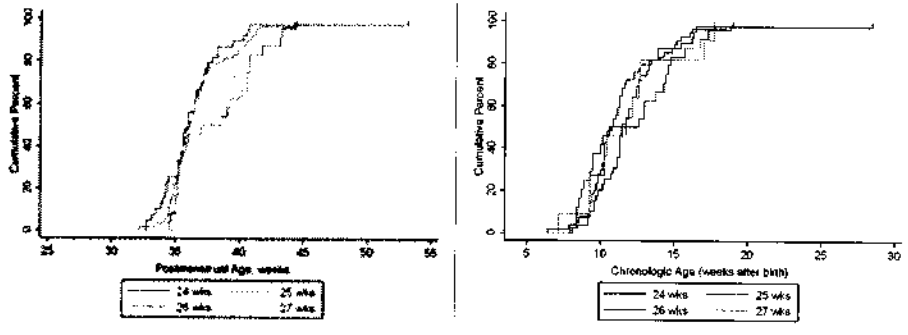 100
80
60
40
20
0
Cumulative Percent
25 30 35 40 45 50 55
Postmenstrual Age, weeks
24 wks 25 wks
26 wks 27 wks
100
80
60
40
20
0
Cumulative Percent
5 10 15 20 25 30
Chronologic Age (weeks after birth)
24 wks 25 wks
26 wks 27 wks